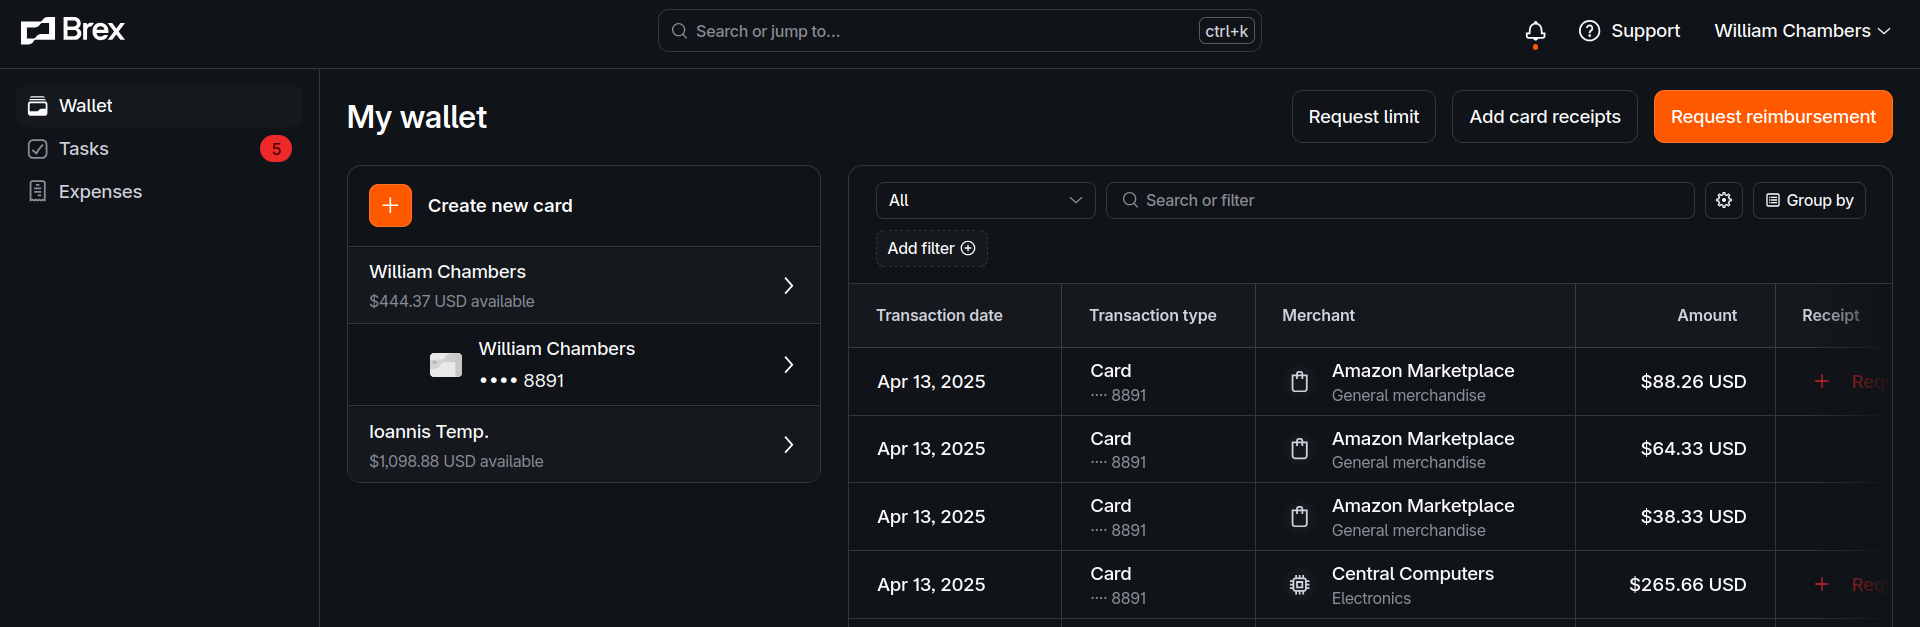 Brex
Search or jump to...
ctrl+k
Support
William Chambers
Wallet
Tasks
5
Expenses
My wallet
Request limit
Add card receipts
Request reimbursement
Create new card
William Chambers
$444.37 USD available
William Chambers
•••• 8891
Ioannis Temp.
$1,098.88 USD available
All
Search or filter
Group by
Add filter
Transaction date
Transaction type
Merchant
Amount
Receipt
Apr 13, 2025
Card
···· 8891
Amazon Marketplace
General merchandise
$88.26 USD
Apr 13, 2025
Card
···· 8891
Amazon Marketplace
General merchandise
$64.33 USD
Apr 13, 2025
Card
···· 8891
Amazon Marketplace
General merchandise
$38.33 USD
Apr 13, 2025
Card
···· 8891
Central Computers
Electronics
$265.66 USD